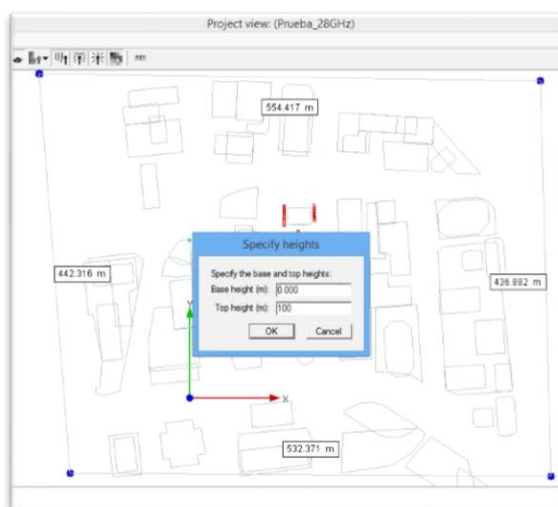 Project view: (Prueba_28GHz)
554.417 m
Specify heights
442.316 m
Specify the base and top heights:
436.882 m
Base height (m): 0.000
Top height (m): 100
OK Cancel
X
532.371 m